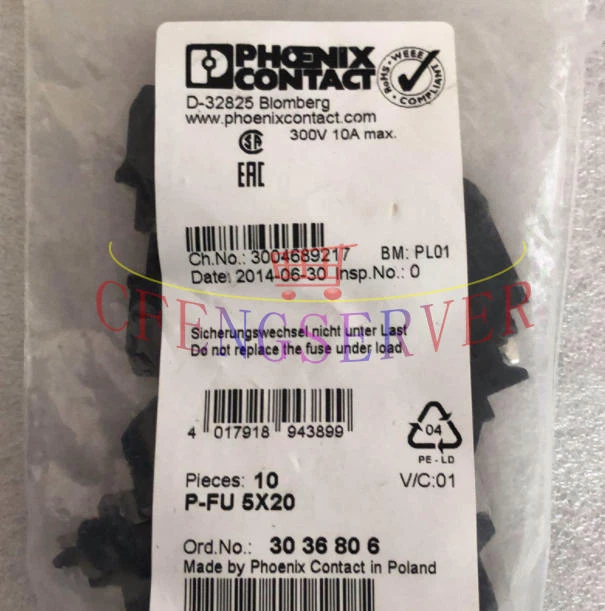 PHOENIX
CONTACT
WEEE
RoHS
COMPLIANT
D-32825 Blomberg
www.phoenixcontact.com
300V 10A max.
EAC
Ch.No.: 3004689217 BM: PL01
Date: 2014-06-30 Insp.No.: 0
CFENGSERVER
Sicherungswechsel nicht unter Last
Do not replace the fuse under load
4 017918 943899
04
PE - LD
Pieces: 10 V/C:01
P-FU 5X20
Ord.No.: 30 36 80 6
Made by Phoenix Contact in Poland